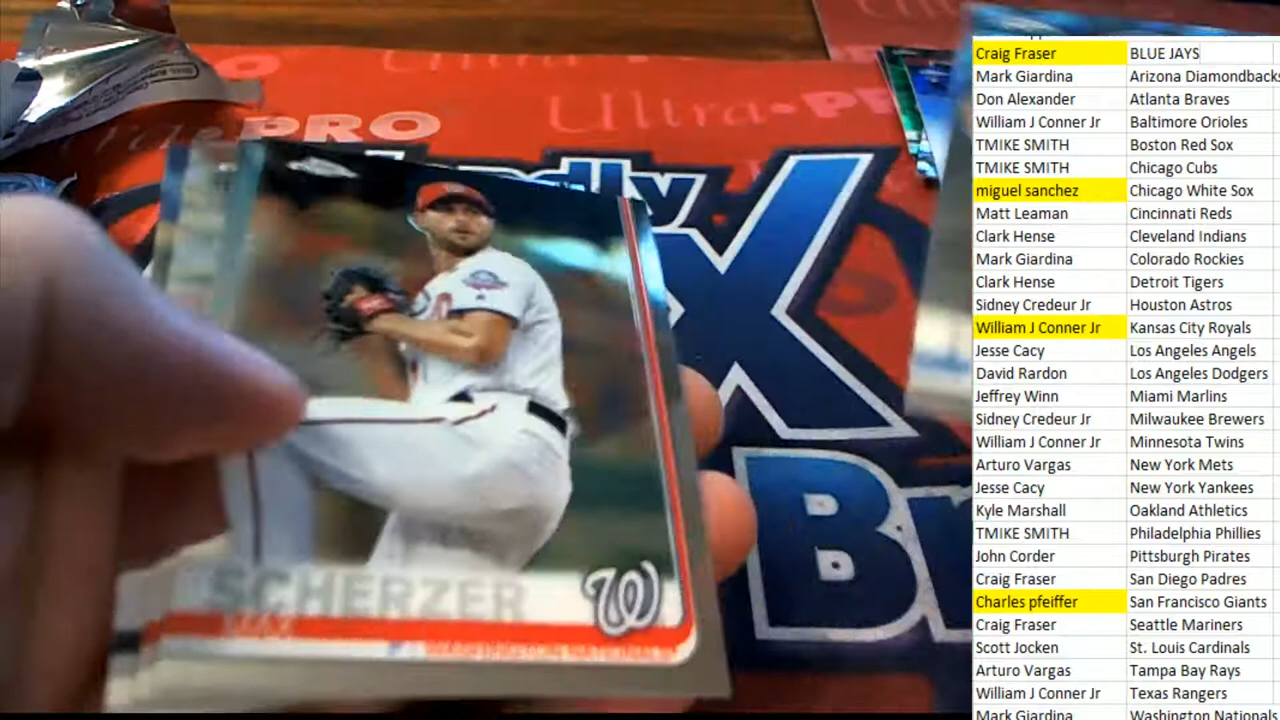 PRO
Ultra PRO
X
SCHERZER
MAX
WASHINGTON NATIONALS
W
Craig Fraser BLUE JAYS
Mark Giardina Arizona Diamondbacks
Don Alexander Atlanta Braves
William J Conner Jr Baltimore Orioles
TMIKE SMITH Boston Red Sox
TMIKE SMITH Chicago Cubs
miguel sanchez Chicago White Sox
Matt Leaman Cincinnati Reds
Clark Hense Cleveland Indians
Mark Giardina Colorado Rockies
Clark Hense Detroit Tigers
Sidney Credeur Jr Houston Astros
William J Conner Jr Kansas City Royals
Jesse Cacy Los Angeles Angels
David Rardon Los Angeles Dodgers
Jeffrey Winn Miami Marlins
Sidney Credeur Jr Milwaukee Brewers
William J Conner Jr Minnesota Twins
Arturo Vargas New York Mets
Jesse Cacy New York Yankees
Kyle Marshall Oakland Athletics
TMIKE SMITH Philadelphia Phillies
John Corder Pittsburgh Pirates
Craig Fraser San Diego Padres
Charles pfeiffer San Francisco Giants
Craig Fraser Seattle Mariners
Scott Jocken St. Louis Cardinals
Arturo Vargas Tampa Bay Rays
William J Conner Jr Texas Rangers
Mark Giardina Washington Nationals